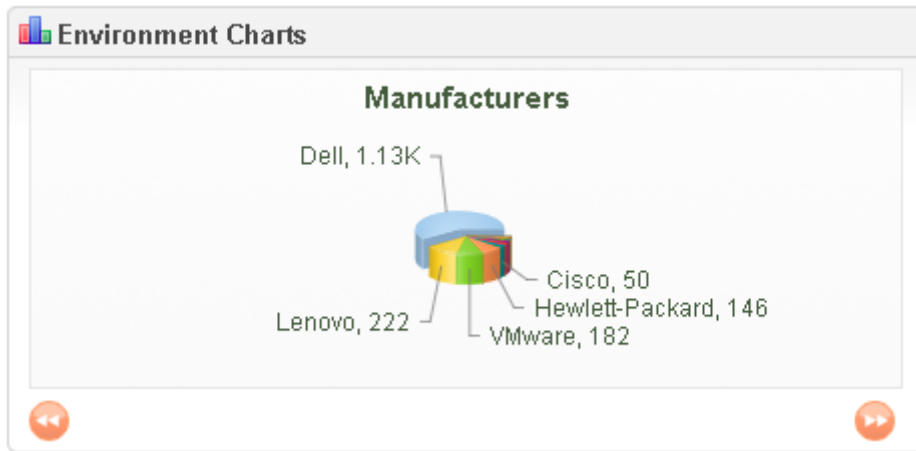 Environment Charts
Manufacturers
Dell, 1.13K
Cisco, 50
Hewlett-Packard, 146
Lenovo, 222
VMware, 182